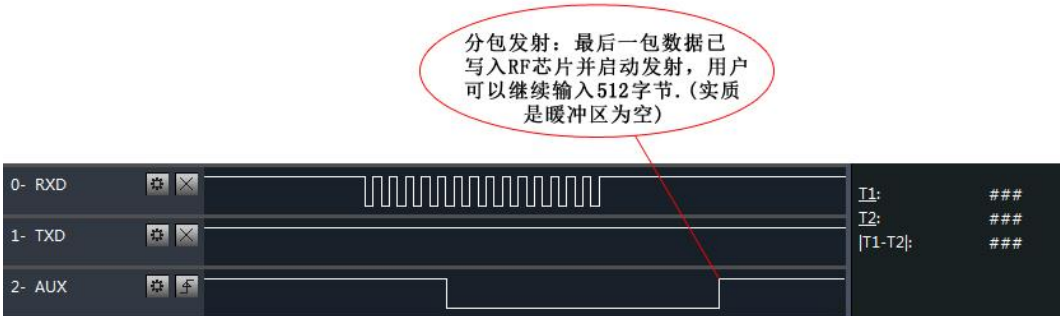 分包发射：最后一包数据已
写入RF芯片并启动发射，用户
可以继续输入512字节.(实质
是暖冲区为空)
0- RXD
1- TXD
2- AUX
T1: ###
T2: ###
|T1-T2|: ###